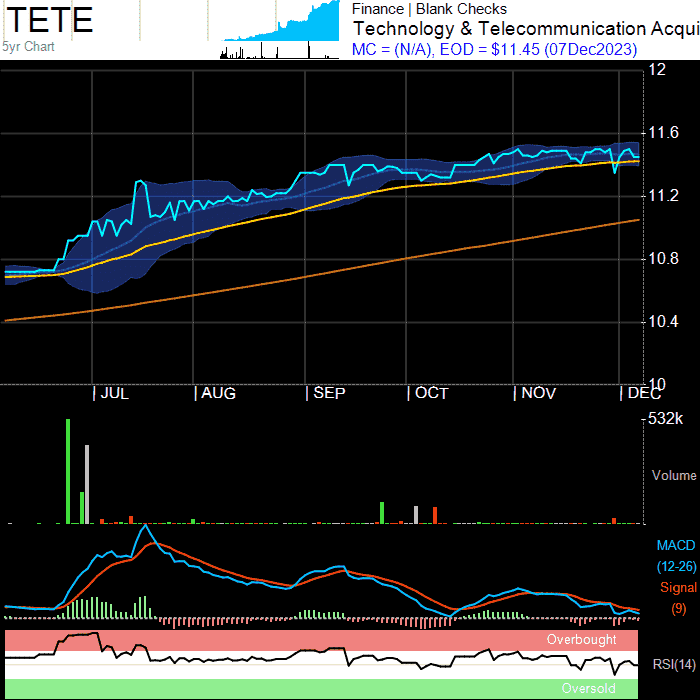 TETE
5yr Chart
Finance | Blank Checks
Technology & Telecommunication Acqui
MC = (N/A), EOD = $11.45 (07Dec2023)
12
11.6
11.2
10.8
10.4
10
JUL AUG SEP OCT NOV DEC
532k
Volume
MACD
(12-26)
Signal
(9)
Overbought
RSI(14)
Oversold